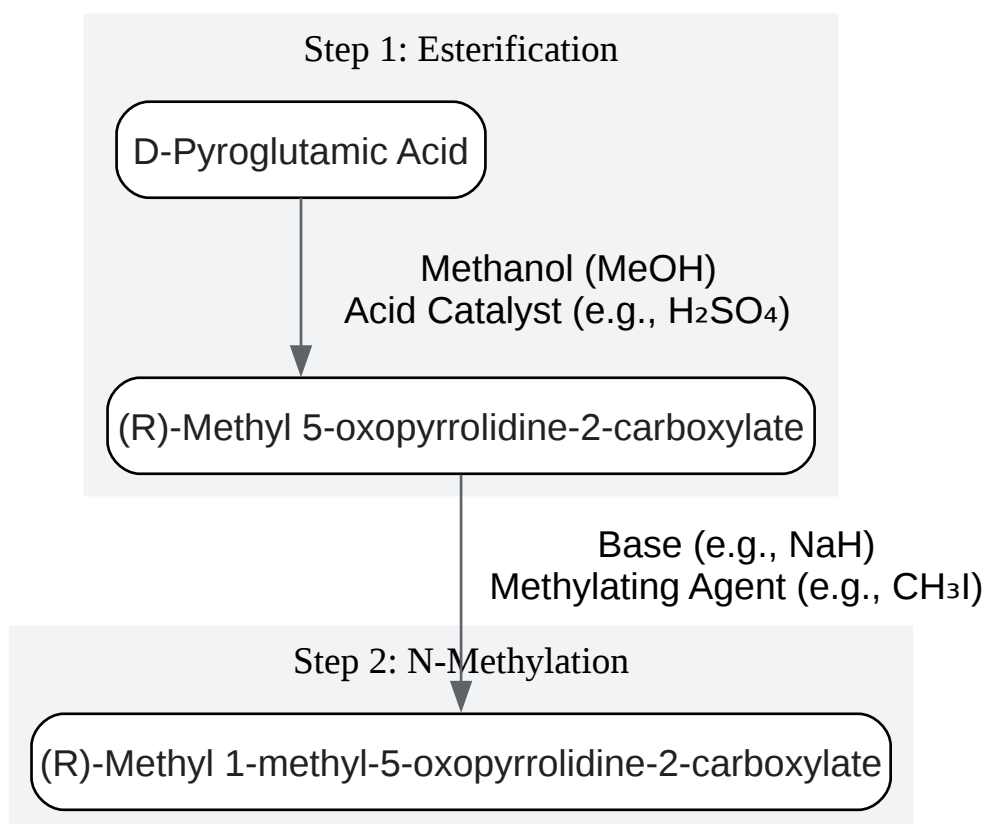 Step 1: Esterification
D-Pyroglutamic Acid
Methanol (MeOH)
Acid Catalyst (e.g., H₂SO₄)
(R)-Methyl 5-oxopyrrolidine-2-carboxylate
Base (e.g., NaH)
Methylating Agent (e.g., CH₃I)
Step 2: N-Methylation
(R)-Methyl 1-methyl-5-oxopyrrolidine-2-carboxylate